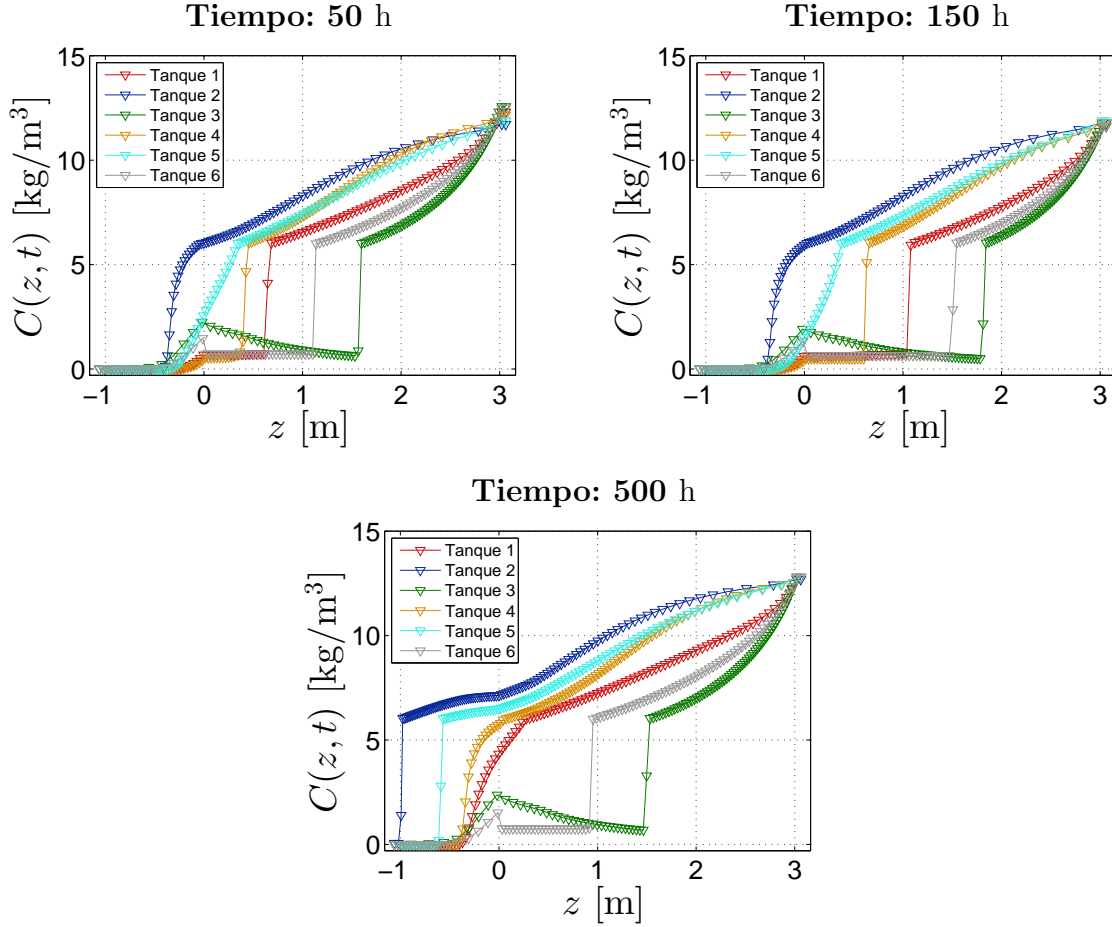 Tiempo: 50 h
15
10
5
0
C(z, t) [kg/m³]
Tanque 1
Tanque 2
Tanque 3
Tanque 4
Tanque 5
Tanque 6
−1 0 1 2 3
z [m]
Tiempo: 150 h
15
10
5
0
C(z, t) [kg/m³]
Tanque 1
Tanque 2
Tanque 3
Tanque 4
Tanque 5
Tanque 6
−1 0 1 2 3
z [m]
Tiempo: 500 h
15
10
5
0
C(z, t) [kg/m³]
Tanque 1
Tanque 2
Tanque 3
Tanque 4
Tanque 5
Tanque 6
−1 0 1 2 3
z [m]